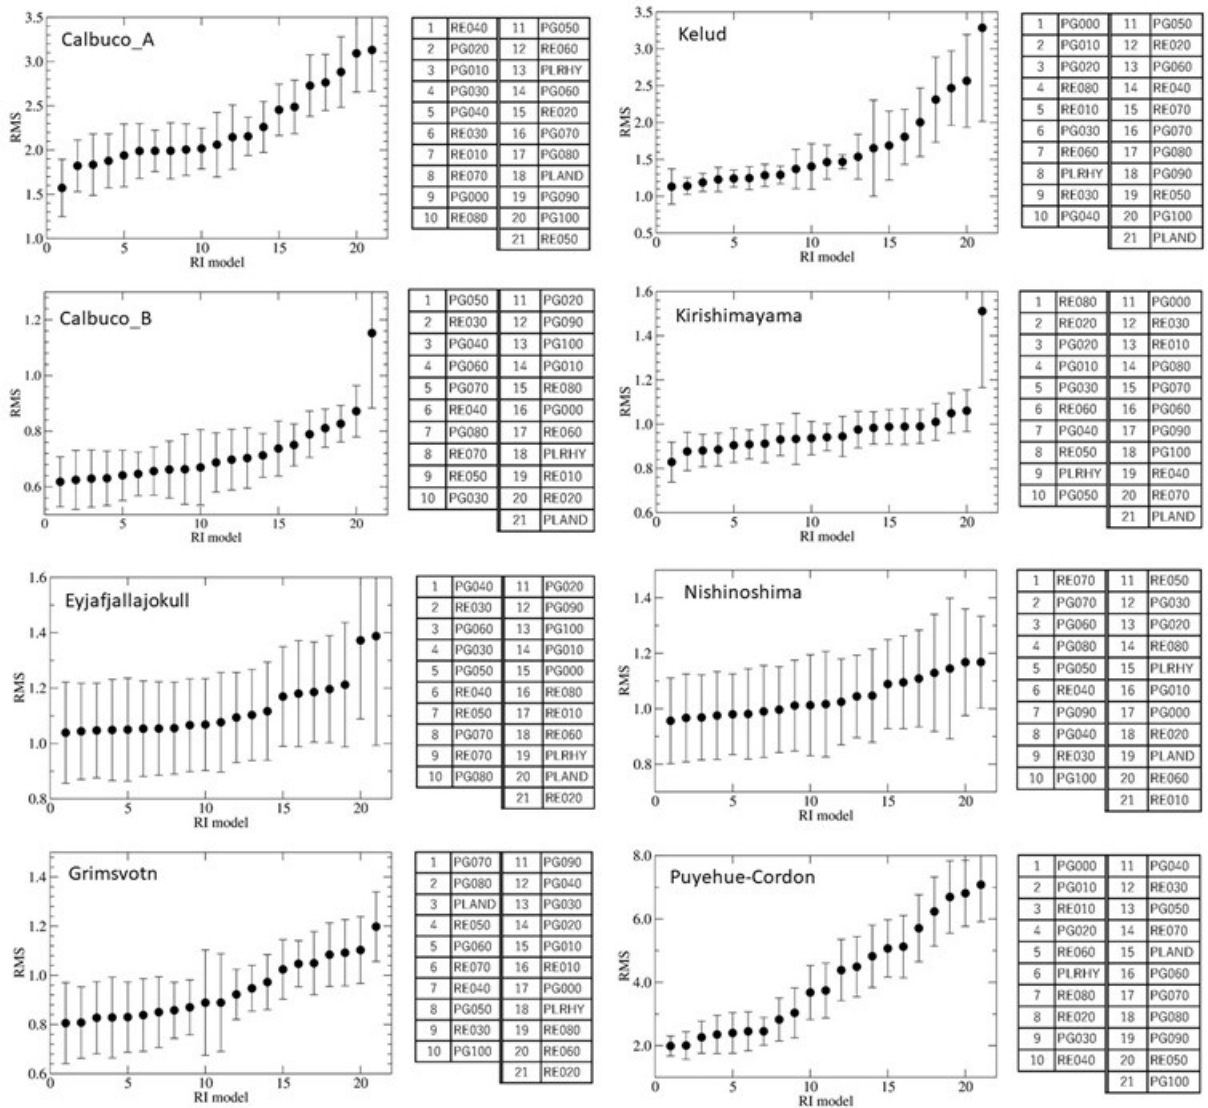 Calbuco_A
3.5
3.0
2.5
2.0
1.5
1.0
RMS
0 5 10 15 20
RI model
1 RE040 11 PG050
2 PG020 12 RE060
3 PG010 13 PLRHY
4 PG030 14 PG060
5 PG040 15 RE020
6 RE030 16 PG070
7 RE010 17 PG080
8 RE070 18 PLAND
9 PG000 19 PG090
10 RE080 20 PG100
21 RE050
Kelud
3.5
3.0
2.5
2.0
1.5
1.0
0.5
RMS
0 5 10 15 20
RI model
1 PG000 11 PG050
2 PG010 12 RE020
3 PG020 13 PG060
4 RE080 14 RE040
5 RE010 15 RE070
6 PG030 16 PG070
7 RE060 17 PG080
8 PLRHY 18 PG090
9 RE030 19 RE050
10 PG040 20 PG100
21 PLAND
Calbuco_B
1.2
1.0
0.8
0.6
RMS
0 5 10 15 20
RI model
1 PG050 11 PG020
2 RE030 12 PG090
3 PG040 13 PG100
4 PG060 14 PG010
5 PG070 15 RE080
6 RE040 16 PG000
7 PG080 17 RE060
8 RE070 18 PLRHY
9 RE050 19 RE010
10 PG030 20 RE020
21 PLAND
Kirishimayama
1.6
1.4
1.2
1.0
0.8
0.6
RMS
0 5 10 15 20
RI model
1 RE080 11 PG000
2 RE020 12 RE030
3 PG020 13 RE010
4 PG010 14 PG080
5 PG030 15 PG070
6 RE060 16 PG060
7 PG040 17 PG090
8 RE050 18 PG100
9 PLRHY 19 RE040
10 PG050 20 RE070
21 PLAND
Eyjafjallajokull
1.6
1.4
1.2
1.0
0.8
RMS
0 5 10 15 20
RI model
1 PG040 11 PG020
2 RE030 12 PG090
3 PG060 13 PG100
4 PG030 14 PG010
5 PG050 15 PG000
6 RE040 16 RE080
7 RE050 17 RE010
8 PG070 18 RE060
9 RE070 19 PLRHY
10 PG080 20 PLAND
21 RE020
Nishinoshima
1.4
1.2
1.0
0.8
RMS
0 5 10 15 20
RI model
1 RE070 11 RE050
2 PG070 12 PG030
3 PG060 13 PG020
4 PG080 14 RE080
5 PG050 15 PLRHY
6 RE040 16 PG010
7 PG090 17 PG000
8 PG040 18 RE020
9 RE030 19 PLAND
10 PG100 20 RE060
21 RE010
Grimsvotn
1.4
1.2
1.0
0.8
0.6
RMS
0 5 10 15 20
RI model
1 PG070 11 PG090
2 PG080 12 PG040
3 PLAND 13 PG030
4 RE050 14 PG020
5 PG060 15 PG010
6 RE070 16 RE010
7 RE040 17 PG000
8 PG050 18 PLRHY
9 RE030 19 RE080
10 PG100 20 RE060
21 RE020
Puyehue-Cordon
8.0
6.0
4.0
2.0
RMS
0 5 10 15 20
RI model
1 PG000 11 PG040
2 PG010 12 RE030
3 RE010 13 PG050
4 PG020 14 RE070
5 RE060 15 PLAND
6 PLRHY 16 PG060
7 RE080 17 PG070
8 RE020 18 PG080
9 PG030 19 PG090
10 RE040 20 RE050
21 PG100